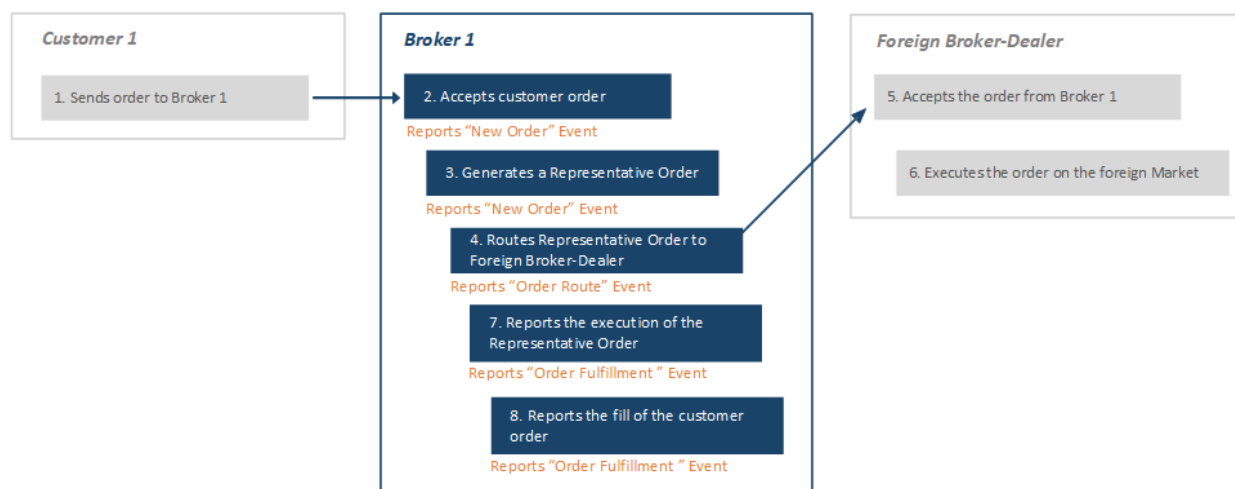 Customer 1
1. Sends order to Broker 1
Broker 1
2. Accepts customer order
Reports “New Order” Event
3. Generates a Representative Order
Reports “New Order” Event
4. Routes Representative Order to
Foreign Broker-Dealer
Reports “Order Route” Event
7. Reports the execution of the
Representative Order
Reports “Order Fulfillment ” Event
8. Reports the fill of the customer
order
Reports “Order Fulfillment ” Event
Foreign Broker-Dealer
5. Accepts the order from Broker 1
6. Executes the order on the foreign Market